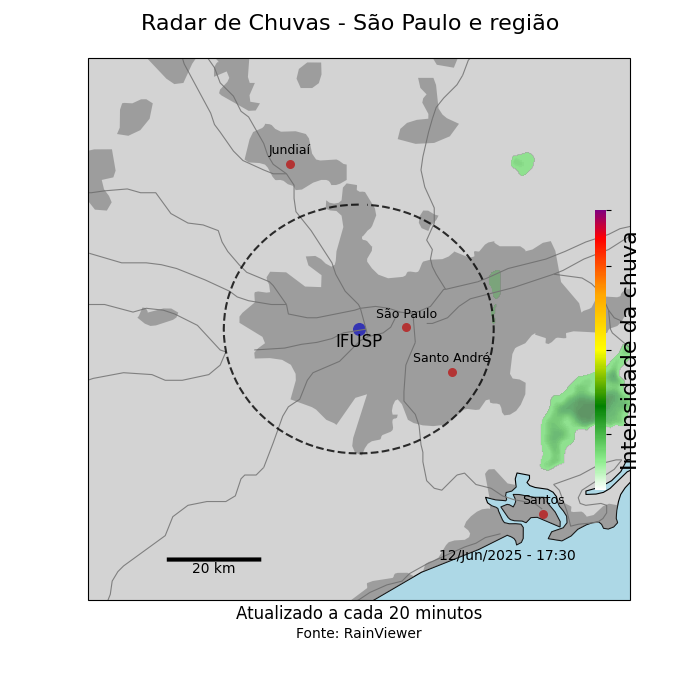 Radar de Chuvas - São Paulo e região
Jundiaí
São Paulo
IFUSP
Santo André
Intensidade da chuva
Santos
12/Jun/2025 - 17:30
20 km
Atualizado a cada 20 minutos
Fonte: RainViewer